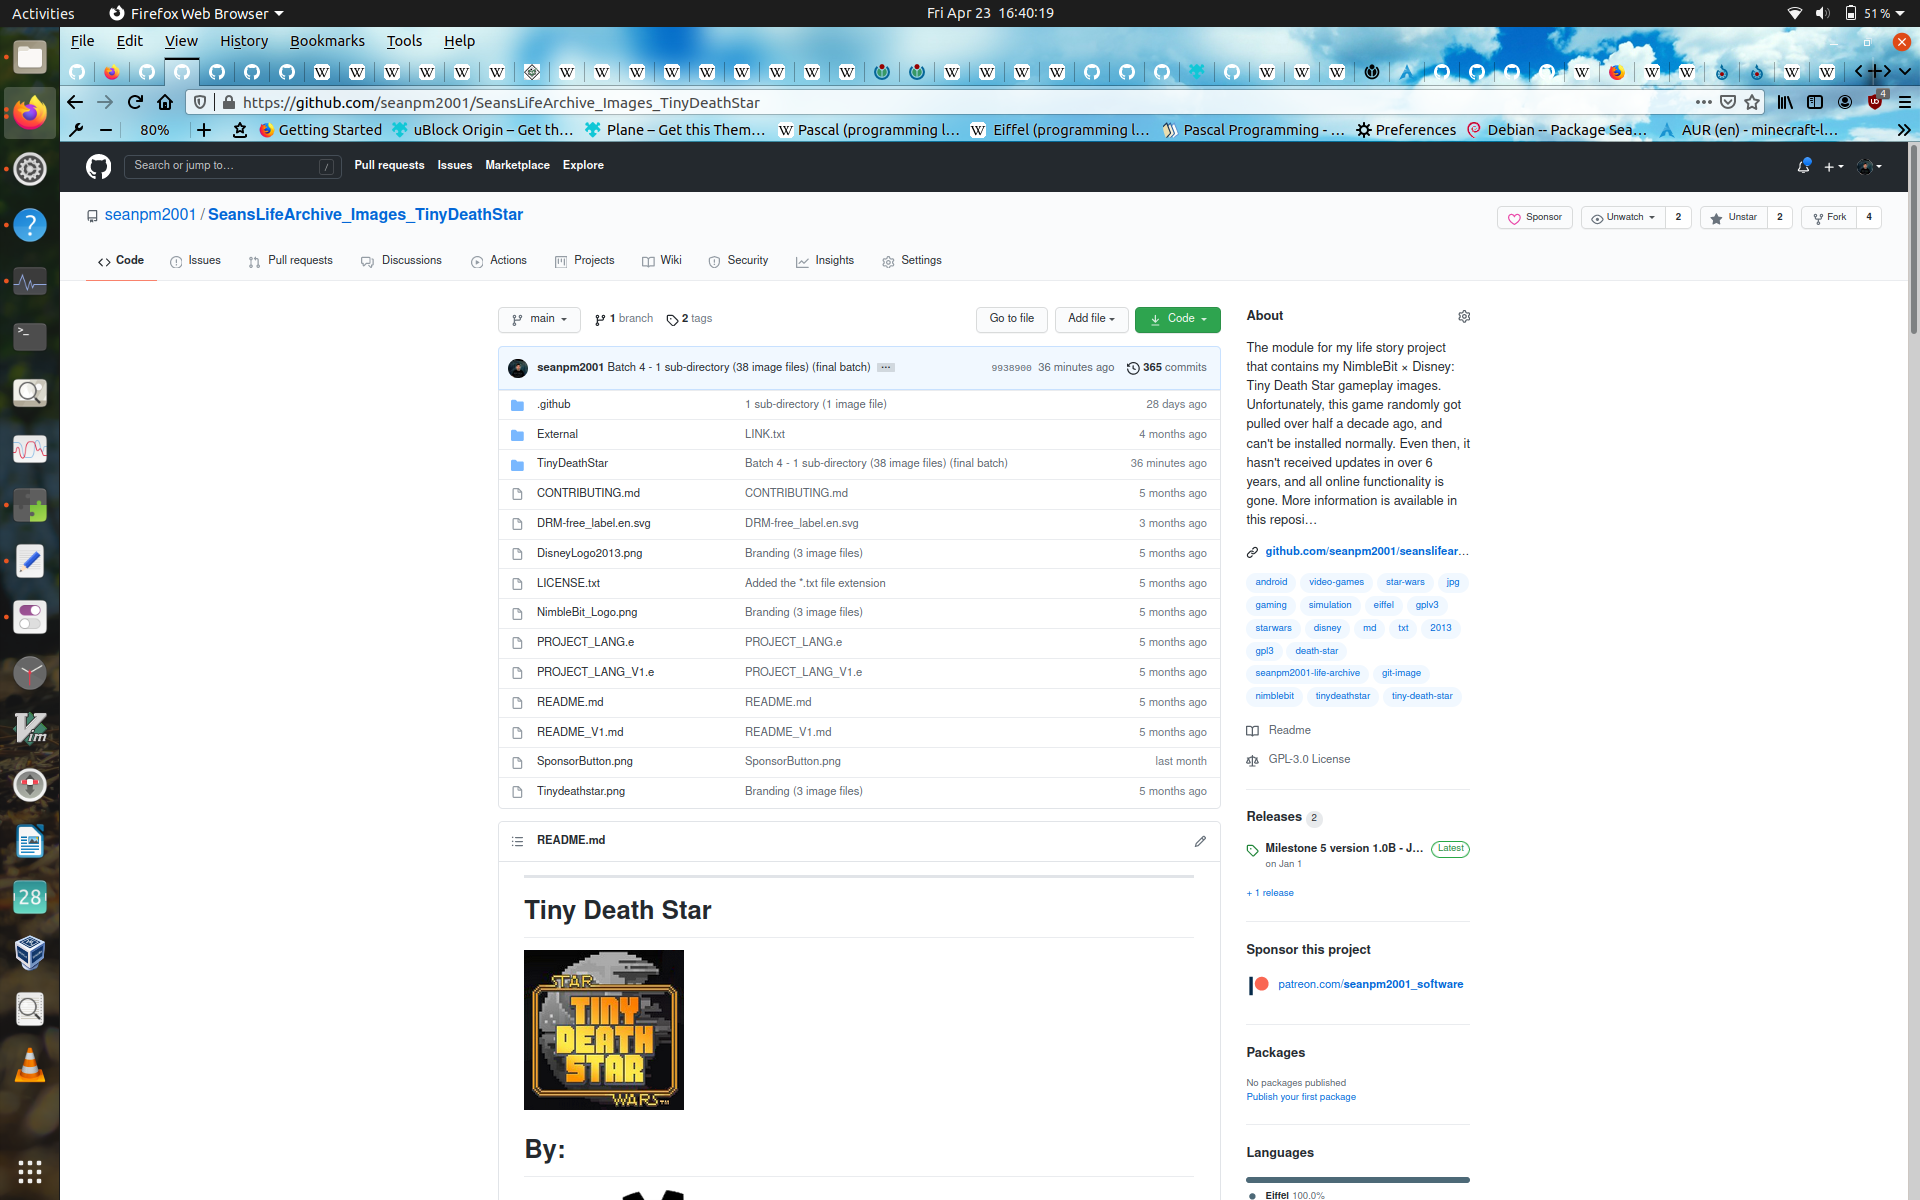 Activities
Firefox Web Browser
Fri Apr 23 16:40:19
51 %
File Edit View History Bookmarks Tools Help
https://github.com/seanpm2001/SeansLifeArchive_Images_TinyDeathStar
4
80%
Getting Started
uBlock Origin – Get th…
Plane – Get this Them…
Pascal (programming l…
Eiffel (programming l…
Pascal Programming - …
Preferences
Debian -- Package Sea…
AUR (en) - minecraft-l…
Search or jump to…
/
Pull requests Issues Marketplace Explore
seanpm2001 / SeansLifeArchive_Images_TinyDeathStar
Sponsor
Unwatch 2
Unstar 2
Fork 4
Code Issues Pull requests Discussions Actions Projects Wiki Security Insights Settings
main
1 branch
2 tags
Go to file
Add file
Code
seanpm2001 Batch 4 - 1 sub-directory (38 image files) (final batch) ... 9938900 36 minutes ago 365 commits
.github 1 sub-directory (1 image file) 28 days ago
External LINK.txt 4 months ago
TinyDeathStar Batch 4 - 1 sub-directory (38 image files) (final batch) 36 minutes ago
CONTRIBUTING.md CONTRIBUTING.md 5 months ago
DRM-free_label.en.svg DRM-free_label.en.svg 3 months ago
DisneyLogo2013.png Branding (3 image files) 5 months ago
LICENSE.txt Added the *.txt file extension 5 months ago
NimbleBit_Logo.png Branding (3 image files) 5 months ago
PROJECT_LANG.e PROJECT_LANG.e 5 months ago
PROJECT_LANG_V1.e PROJECT_LANG_V1.e 5 months ago
README.md README.md 5 months ago
README_V1.md README_V1.md 5 months ago
SponsorButton.png SponsorButton.png last month
Tinydeathstar.png Branding (3 image files) 5 months ago
README.md
Tiny Death Star
STAR
TINY
DEATH
STAR
WARS™
By:
About
The module for my life story project
that contains my NimbleBit × Disney:
Tiny Death Star gameplay images.
Unfortunately, this game randomly got
pulled over half a decade ago, and
can't be installed normally. Even then, it
hasn't received updates in over 6
years, and all online functionality is
gone. More information is available in
this reposi…
github.com/seanpm2001/seanslifear…
android video-games star-wars jpg
gaming simulation eiffel gplv3
starwars disney md txt 2013
gpl3 death-star
seanpm2001-life-archive git-image
nimblebit tinydeathstar tiny-death-star
Readme
GPL-3.0 License
Releases 2
Milestone 5 version 1.0B - J… Latest
on Jan 1
+ 1 release
Sponsor this project
patreon.com/seanpm2001_software
Packages
No packages published
Publish your first package
Languages
Eiffel 100.0%
28
Vim